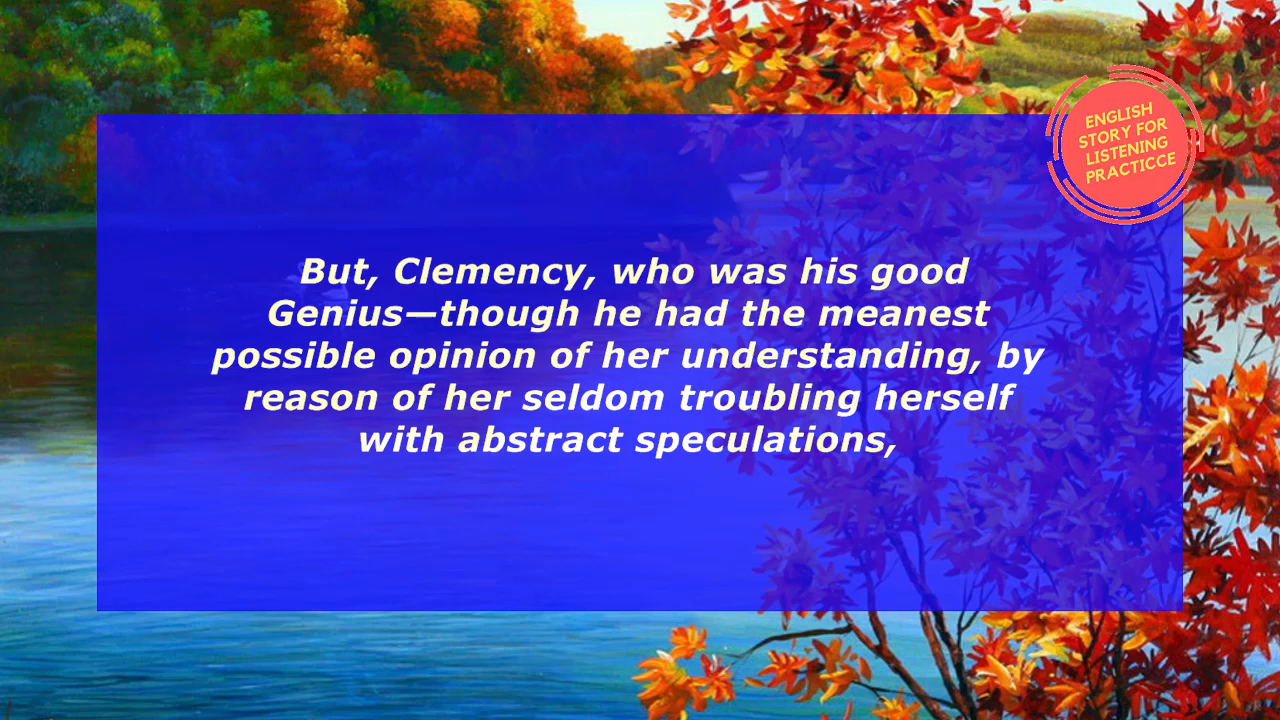 ENGLISH
STORY FOR
LISTENING
PRACTICCE
But, Clemency, who was his good
Genius—though he had the meanest
possible opinion of her understanding, by
reason of her seldom troubling herself
with abstract speculations,